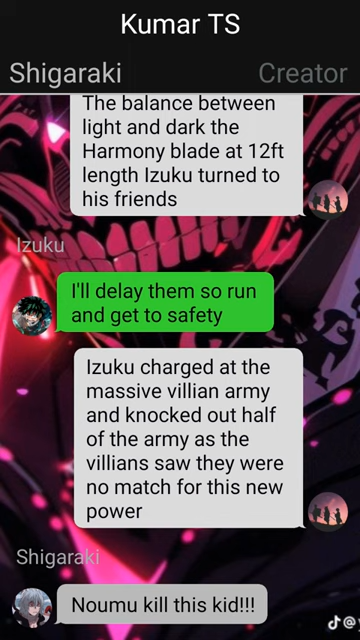 Kumar TS
Shigaraki
Creator
The balance between
light and dark the
Harmony blade at 12ft
length Izuku turned to
his friends
Izuku
I'll delay them so run
and get to safety
Izuku charged at the
massive villian army
and knocked out half
of the army as the
villians saw they were
no match for this new
power
Shigaraki
Noumu kill this kid!!!
@